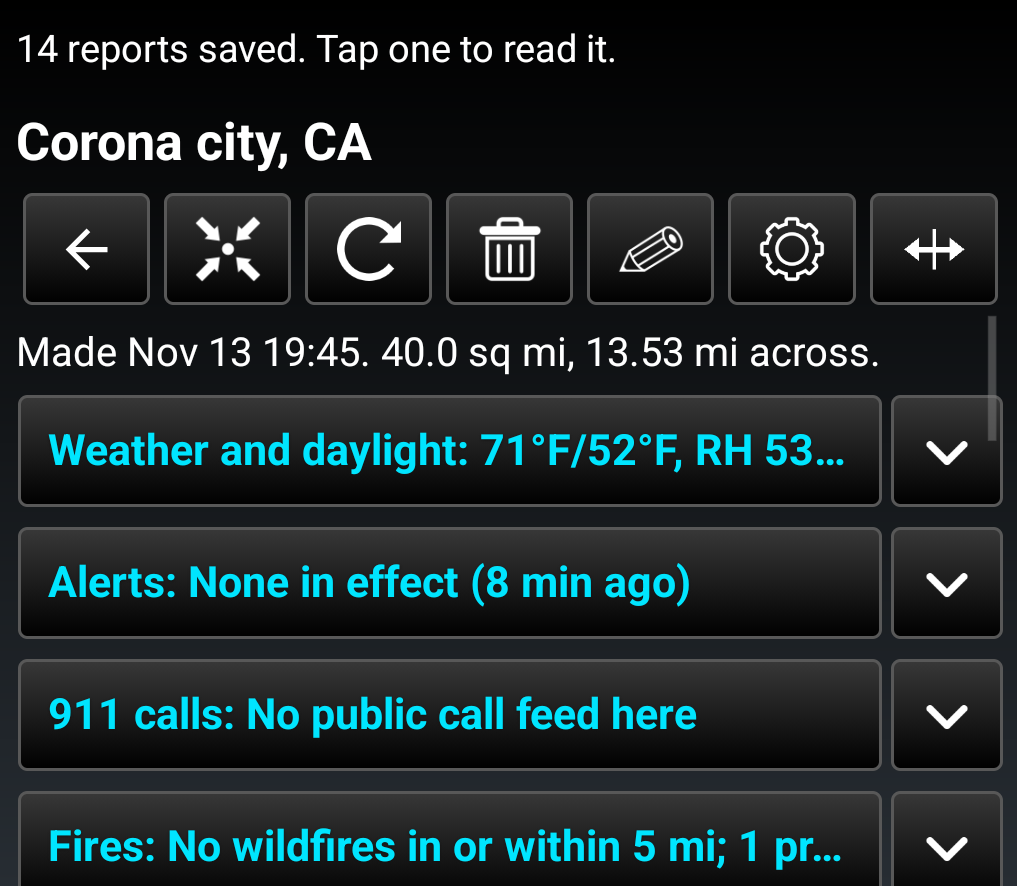 14 reports saved. Tap one to read it.
Corona city, CA
Made Nov 13 19:45. 40.0 sq mi, 13.53 mi across.
Weather and daylight: 71°F/52°F, RH 53...
Alerts: None in effect (8 min ago)
911 calls: No public call feed here
Fires: No wildfires in or within 5 mi; 1 pr...